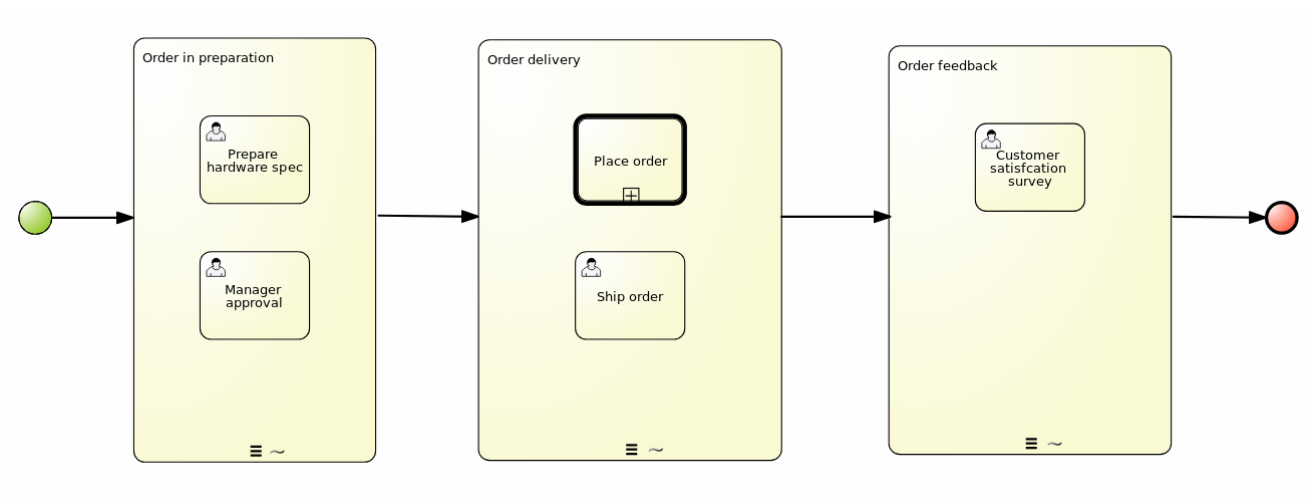 Order in preparation
Prepare
hardware spec
Manager
approval
Order delivery
Place order
Ship order
Order feedback
Customer
satisfcation
survey